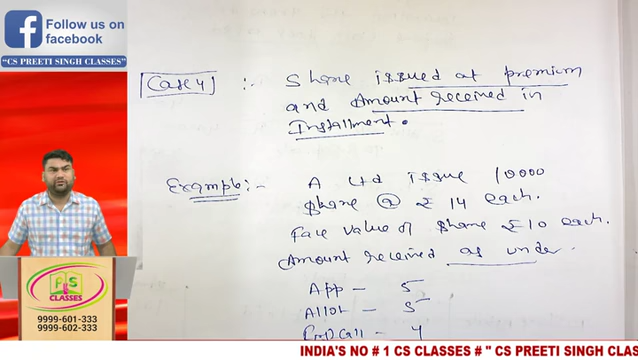 Follow us on
facebook
"CS PREETI SINGH CLASSES"
Case 4 :- Share issued at premium
and Amount received in
Installment.
Example:- A Ltd issue 10000
Share @ ₹ 14 each.
Face value of Share ₹ 10 each.
Amount received as under.
App - 5
Allot - 5
Call - 4
PS
CLASSES
9999-601-333
9999-602-333
INDIA'S NO # 1 CS CLASSES # " CS PREETI SINGH CLAS